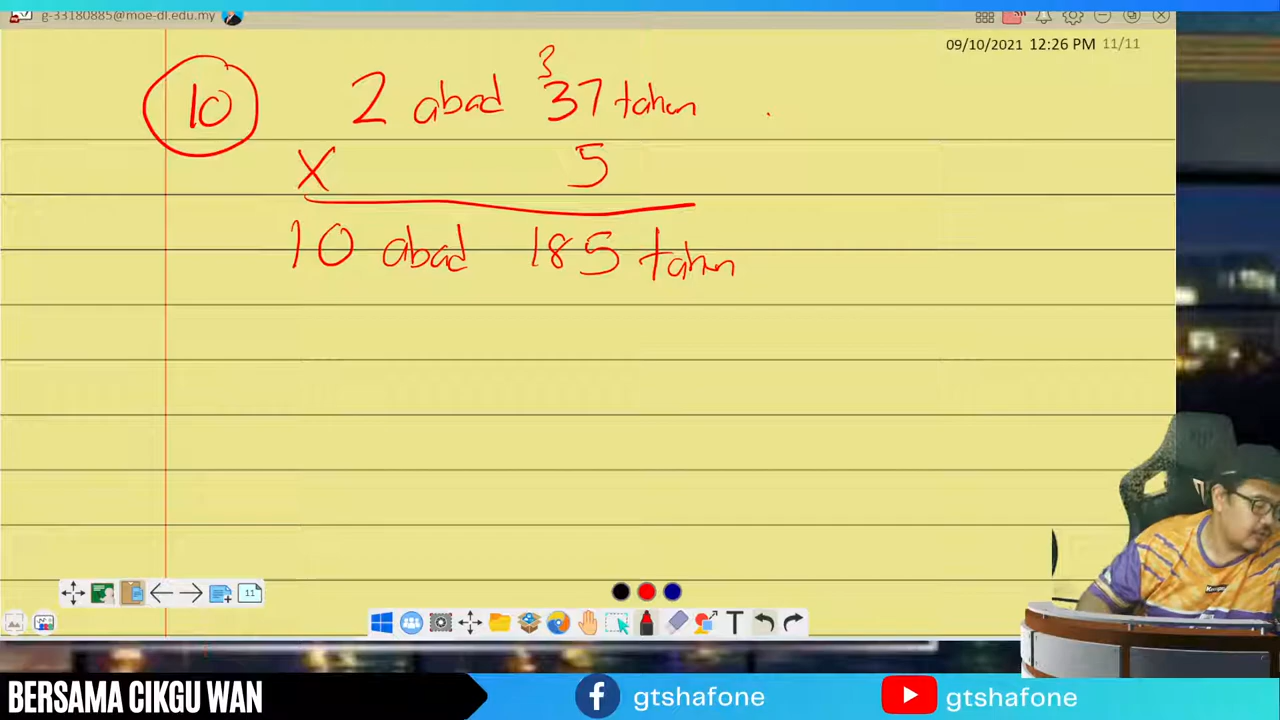 g-33180885@moe-dl.edu.my
09/10/2021 12:26 PM 11/11
10
3
2 abad 37 tahun
X 5
10 abad 185 tahun
11
T
BERSAMA CIKGU WAN
gtshafone
gtshafone